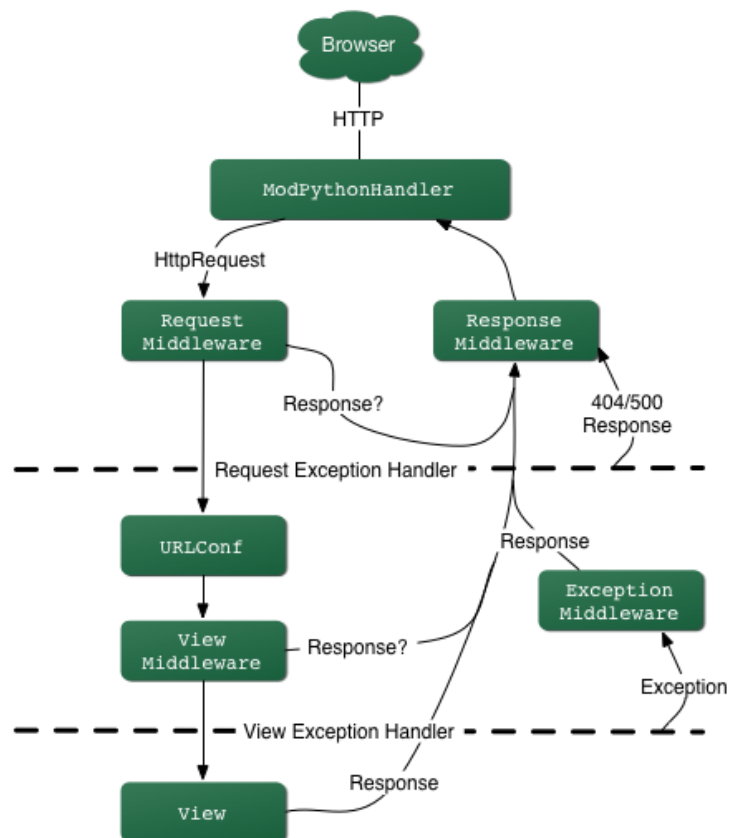 Browser
HTTP
ModPythonHandler
HttpRequest
Request
Middleware
Response
Middleware
Response?
404/500
Response
Request Exception Handler
URLConf
Response
Exception
Middleware
View
Middleware
Response?
Exception
View Exception Handler
Response
View